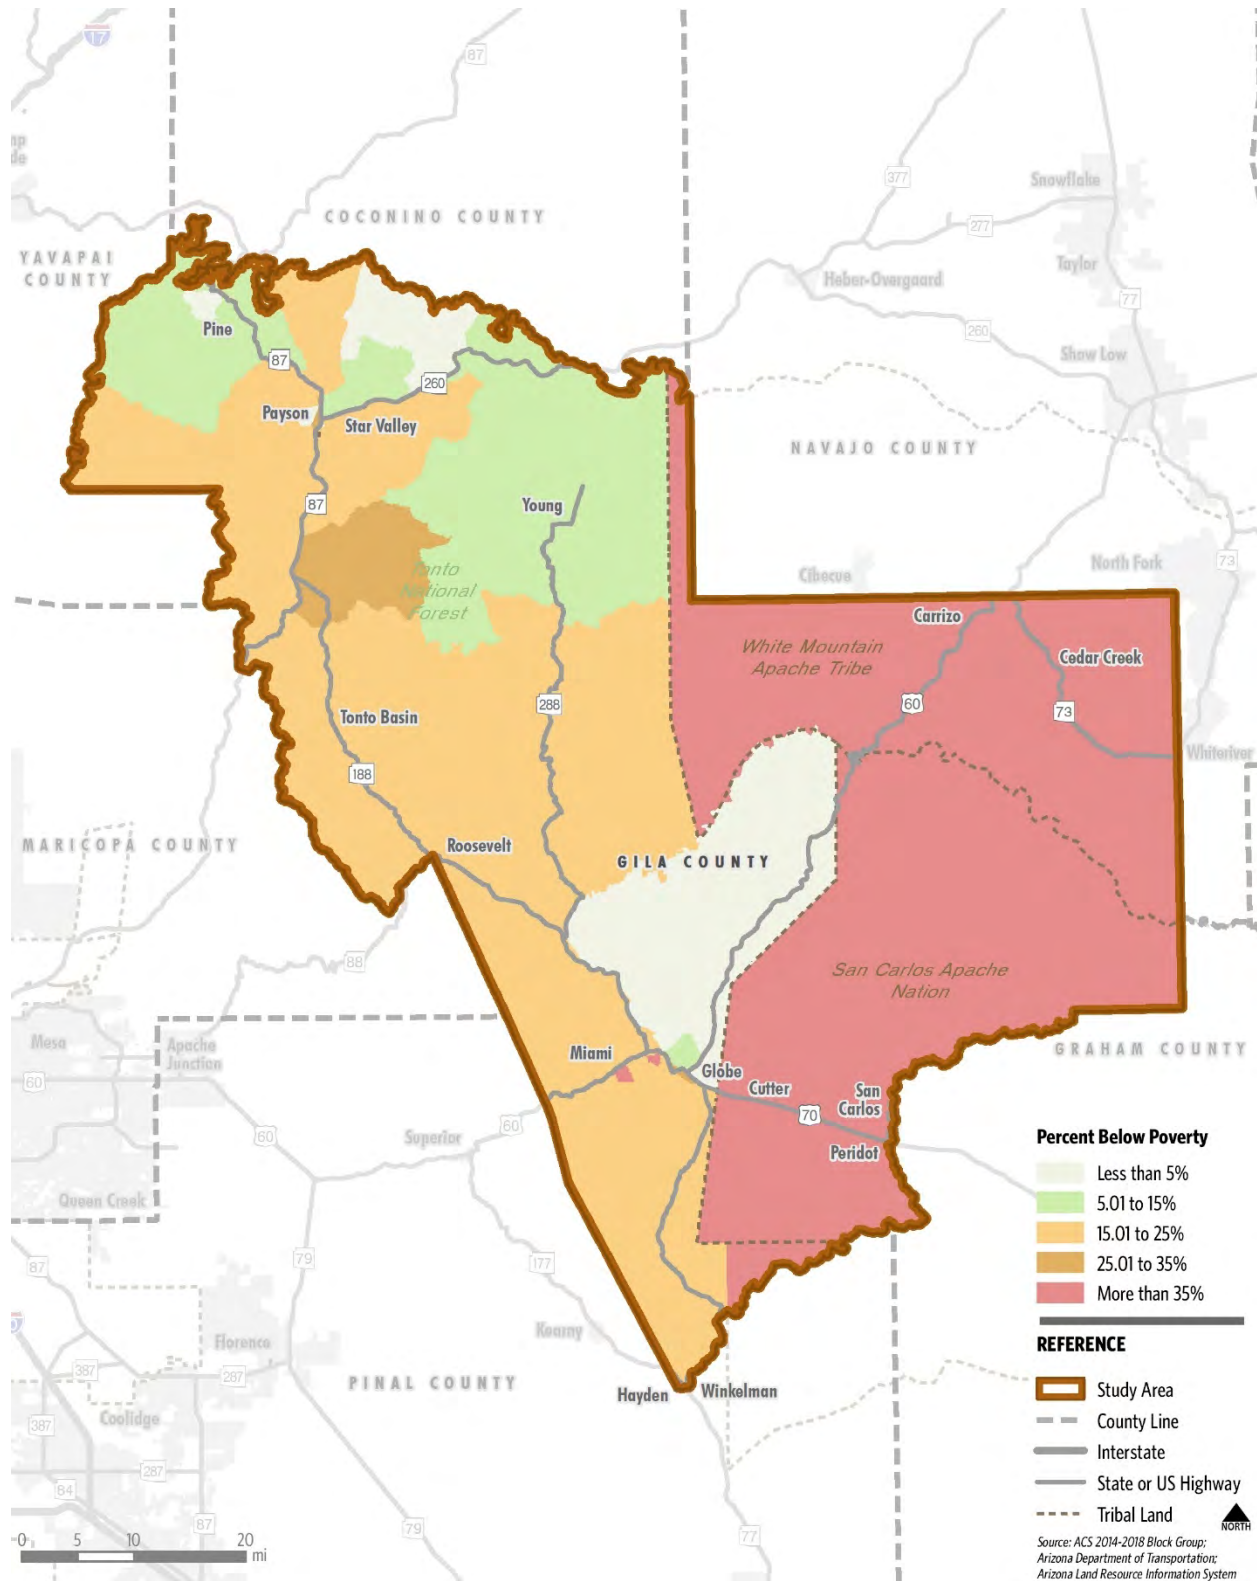 17
87
mp
de
377
Snowflake
COCONINO COUNTY
277
YAVAPAI
COUNTY
Taylor
Heber-Overgaard
77
Pine
260
87
Show Low
260
Payson
Star Valley
NAVAJO COUNTY
87
Young
Tonto
National
Forest
Cibecue
North Fork
73
Carrizo
White Mountain
Apache Tribe
Cedar Creek
Tonto Basin
288
60
73
Whiteriver
188
MARICOPA COUNTY
Roosevelt
GILA COUNTY
88
San Carlos Apache
Nation
Mesa
Apache
Junction
Miami
GRAHAM COUNTY
60
Globe
Cutter
San
Carlos
70
Superior
60
60
Peridot
Queen Creek
Percent Below Poverty
Less than 5%
5.01 to 15%
15.01 to 25%
25.01 to 35%
More than 35%
79
177
87
Kearny
Florence
REFERENCE
387
287
PINAL COUNTY
Hayden
Winkelman
Study Area
Coolidge
County Line
387
Interstate
287
State or US Highway
84
Tribal Land
NORTH
87
79
77
0 5 10 20
mi
Source: ACS 2014-2018 Block Group;
Arizona Department of Transportation;
Arizona Land Resource Information System